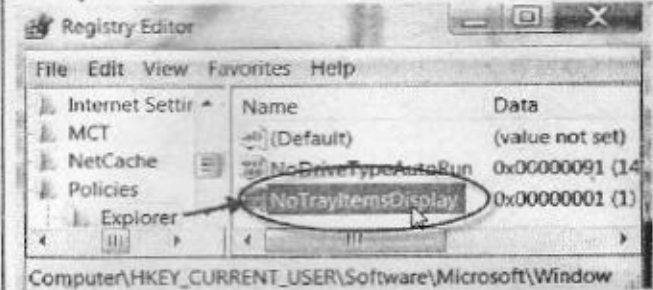 Registry Editor
File Edit View Favorites Help
Internet Settir
MCT
NetCache
Policies
Explorer
Name Data
(Default) (value not set)
NoDriveTypeAutoRun 0x00000091 (14
NoTrayItemsDisplay 0x00000001 (1)
Computer\HKEY_CURRENT_USER\Software\Microsoft\Window